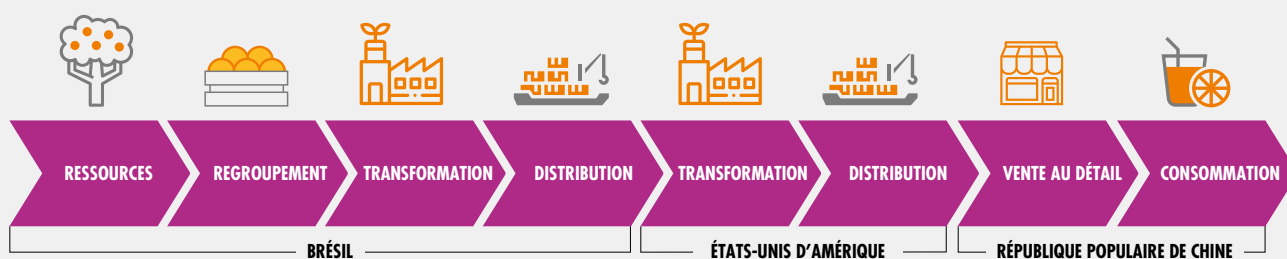 RESSOURCES
REGROUPEMENT
TRANSFORMATION
DISTRIBUTION
TRANSFORMATION
DISTRIBUTION
VENTE AU DÉTAIL
CONSOMMATION
BRÉSIL
ÉTATS-UNIS D'AMÉRIQUE
RÉPUBLIQUE POPULAIRE DE CHINE